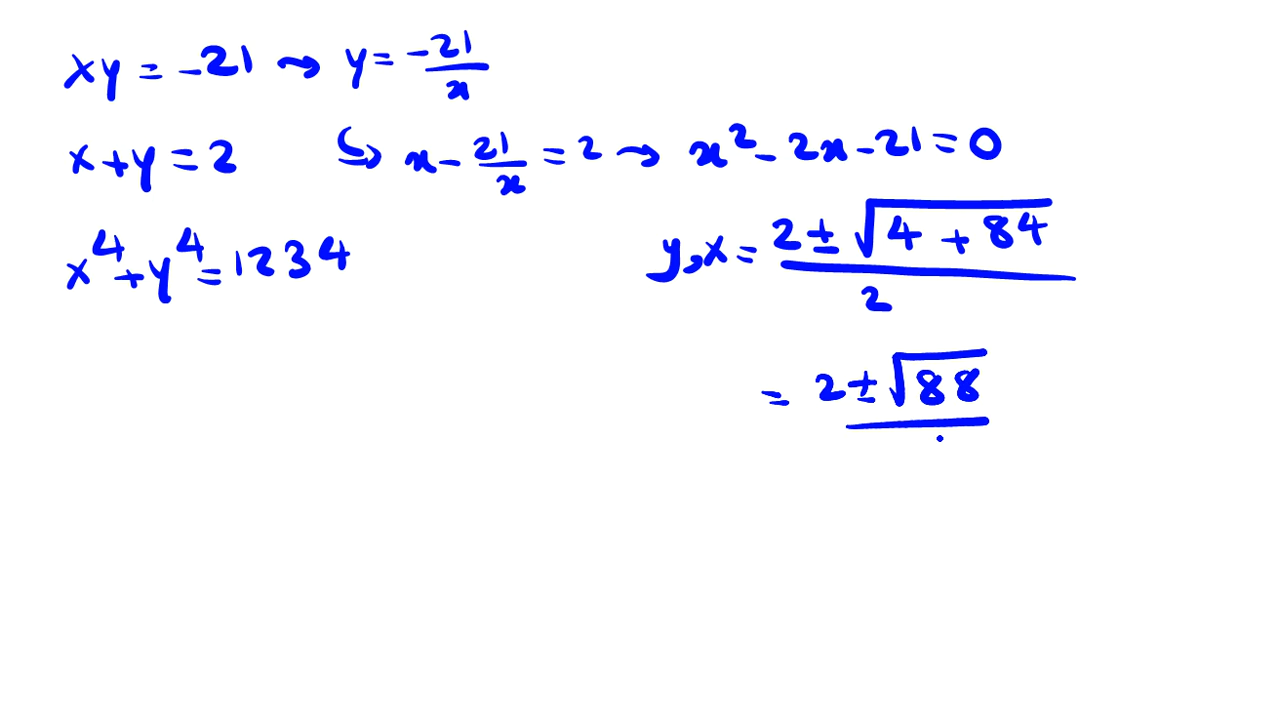 xy = -21 → y = -21/x
x + y = 2 ↳ x - 21/x = 2 → x² - 2x - 21 = 0
x⁴ + y⁴ = 1234 y, x = (2 ± √(4 + 84))/2
= (2 ± √88)/